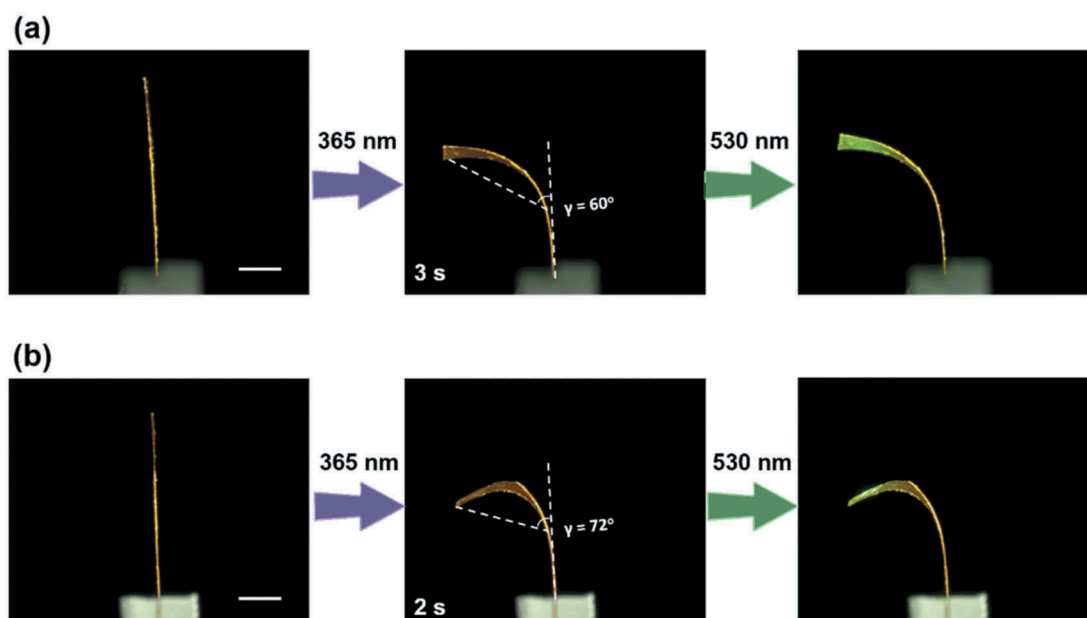 (a)
365 nm
530 nm
γ = 60°
3 s
(b)
365 nm
530 nm
γ = 72°
2 s